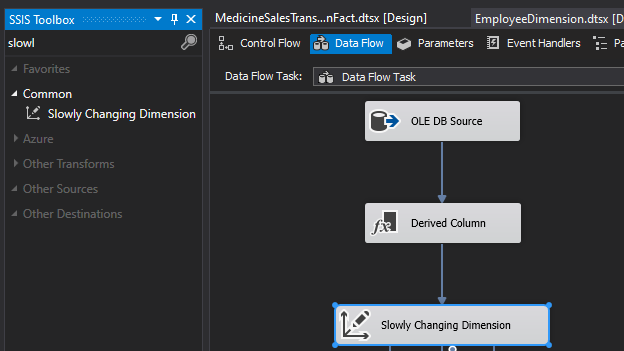 SSIS Toolbox
slowl
Favorites
Common
Slowly Changing Dimension
Azure
Other Transforms
Other Sources
Other Destinations
MedicineSalesTrans...nFact.dtsx [Design]
EmployeeDimension.dtsx [D
Control Flow
Data Flow
Parameters
Event Handlers
Pa
Data Flow Task:
Data Flow Task
OLE DB Source
fx
Derived Column
Slowly Changing Dimension